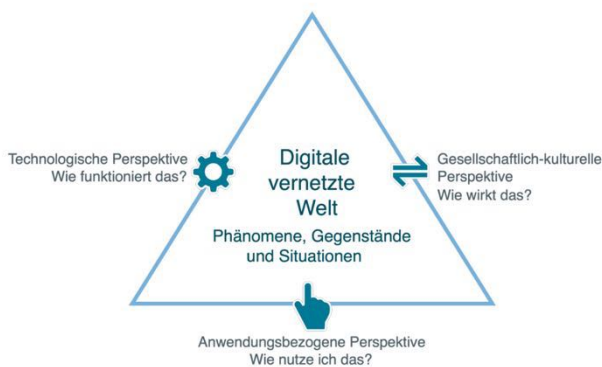 Technologische Perspektive
Wie funktioniert das?
Digitale
vernetzte
Welt
Phänomene, Gegenstände
und Situationen
Gesellschaftlich-kulturelle
Perspektive
Wie wirkt das?
Anwendungsbezogene Perspektive
Wie nutze ich das?